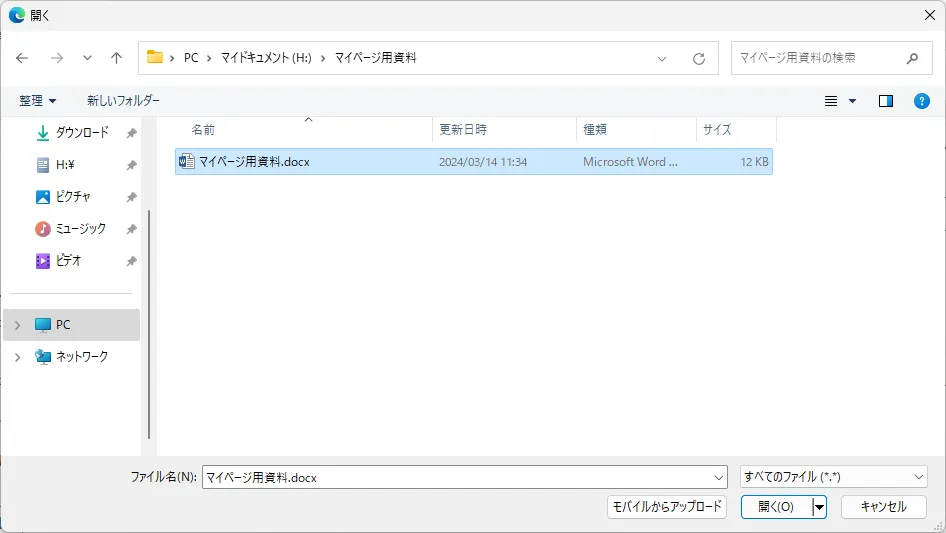 開く
PC > マイドキュメント (H:) > マイページ用資料
マイページ用資料の検索
整理
新しいフォルダー
名前
更新日時
種類
サイズ
ダウンロード
H:¥
ピクチャ
ミュージック
ビデオ
PC
ネットワーク
マイページ用資料.docx
2024/03/14 11:34
Microsoft Word ...
12 KB
ファイル名(N):
マイページ用資料.docx
すべてのファイル (*.*)
モバイルからアップロード
開く(O)
キャンセル